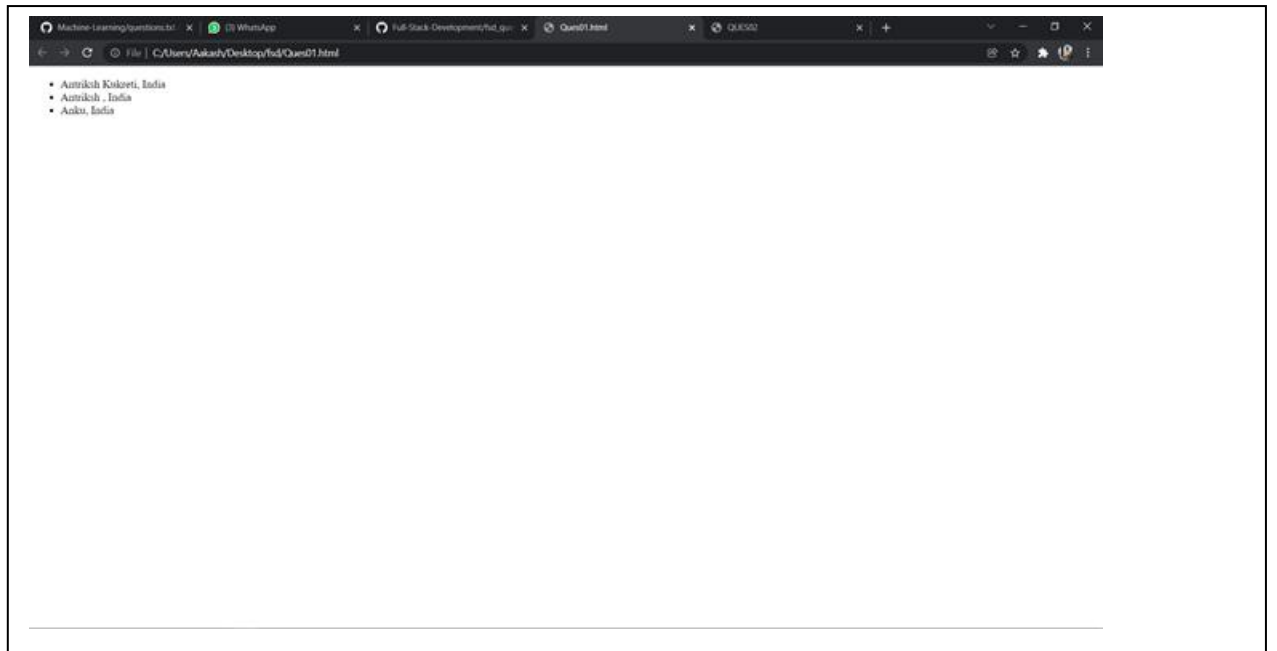 Machine-Learning/questions.txt
(3) WhatsApp
Full-Stack-Development/fsd_que
Ques01.html
QUES02
File | C:/Users/Aakash/Desktop/fsd/Ques01.html
Antriksh Kukreti, India
Antriksh , India
Anku, India